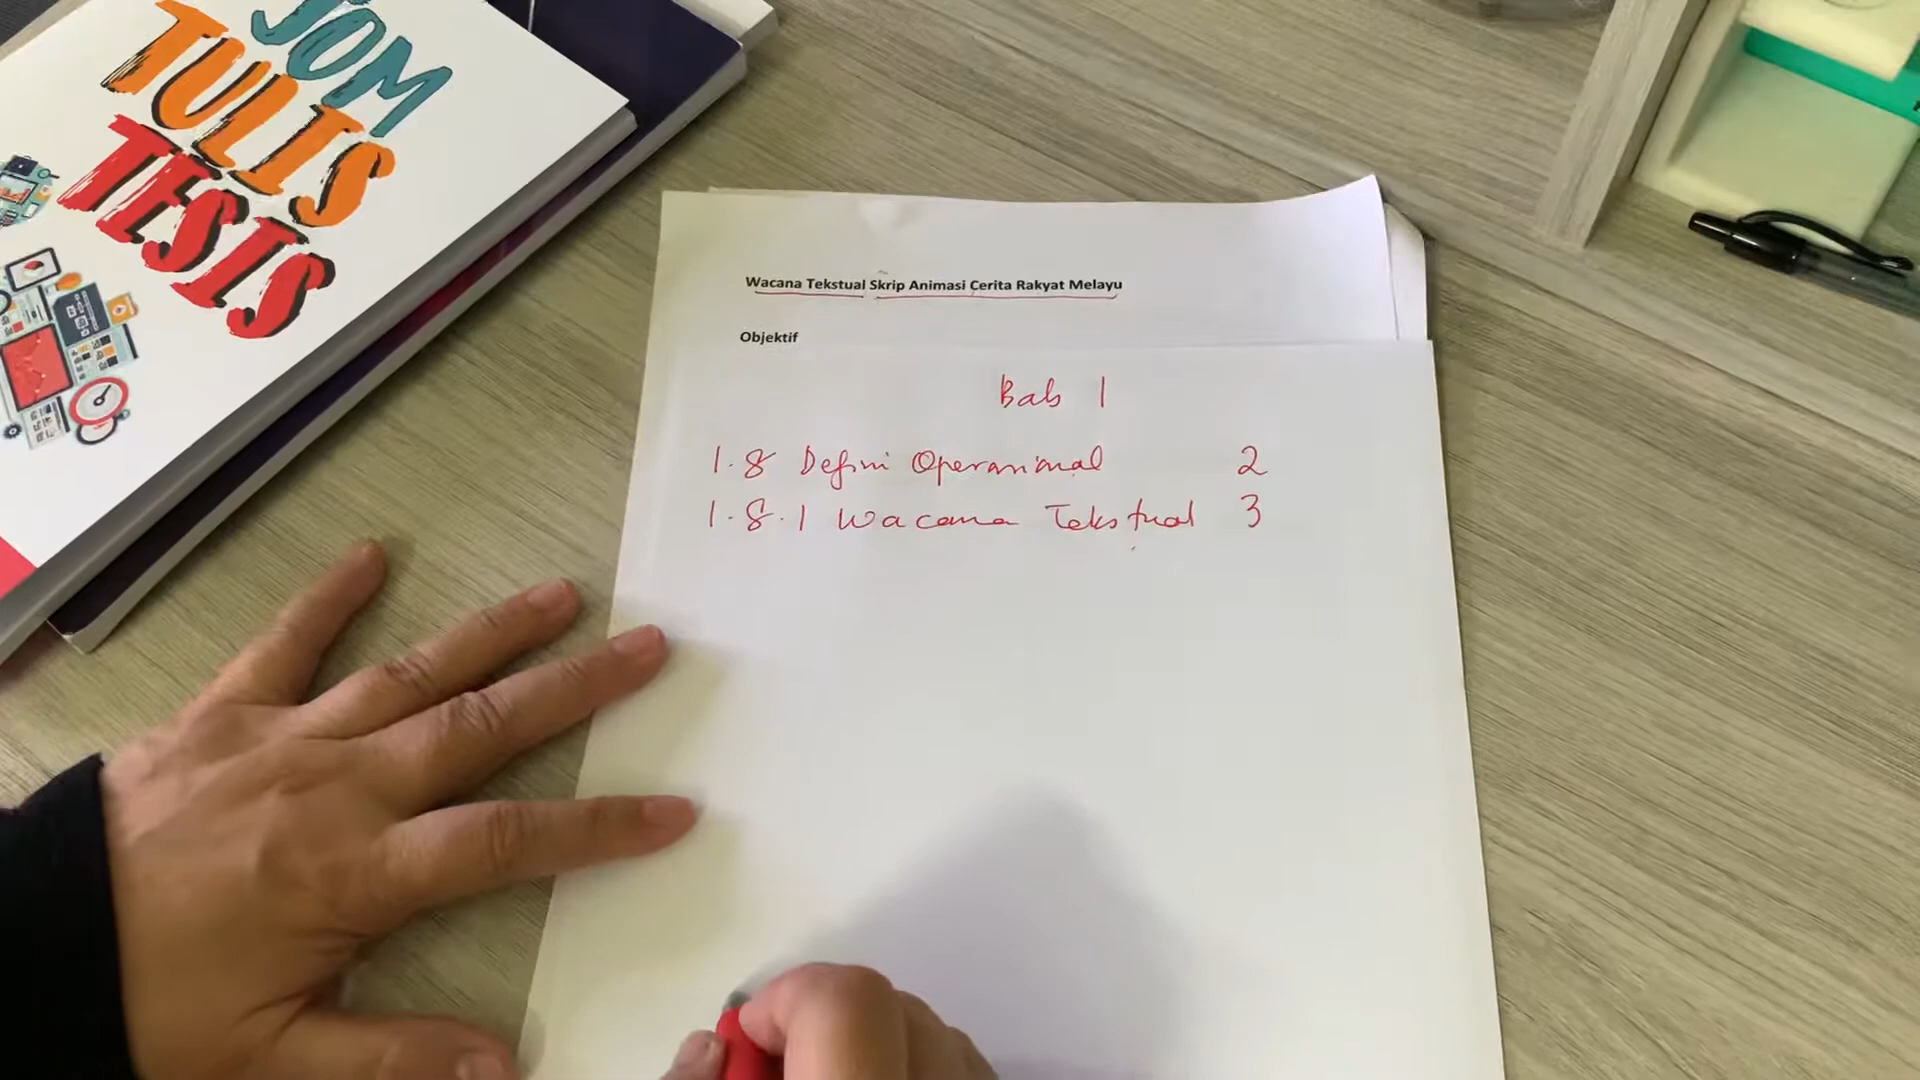 JOM
TULIS
TESIS
Wacana Tekstual Skrip Animasi Cerita Rakyat Melayu
Objektif
Bab 1
1.8 Defini Operasional 2
1.8.1 Wacana Tekstual 3